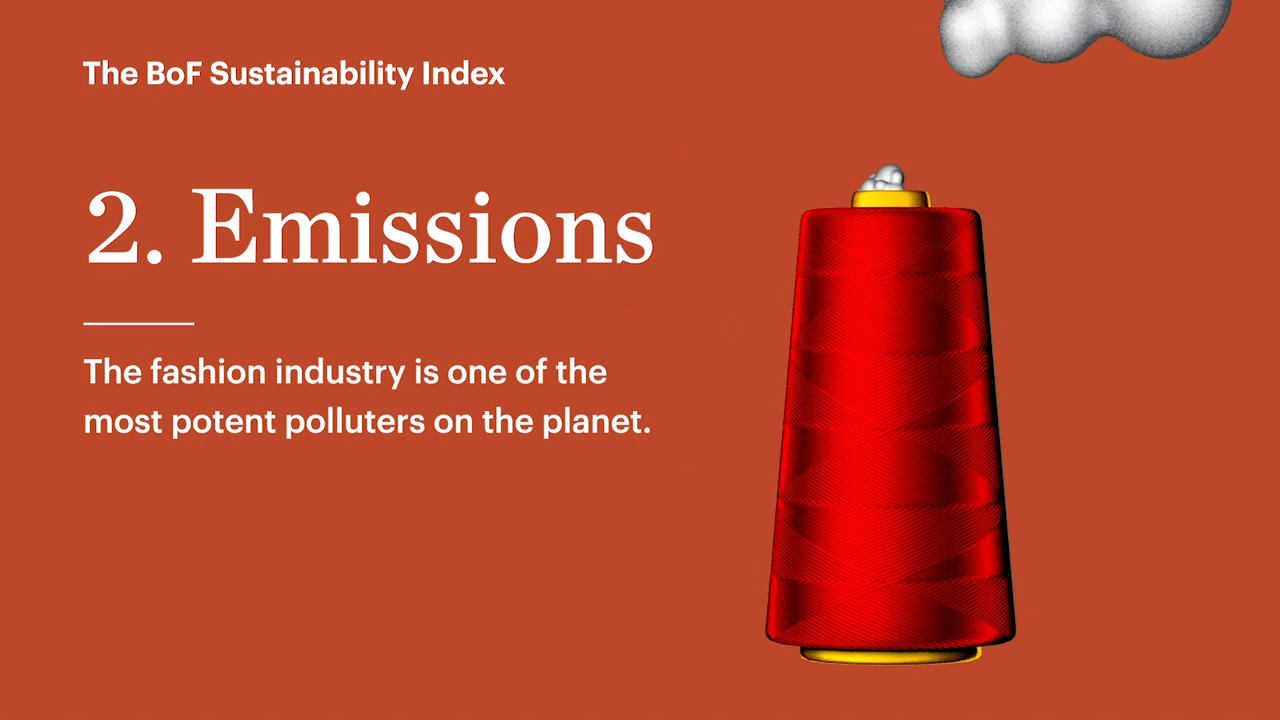 The BoF Sustainability Index
2. Emissions
The fashion industry is one of the
most potent polluters on the planet.